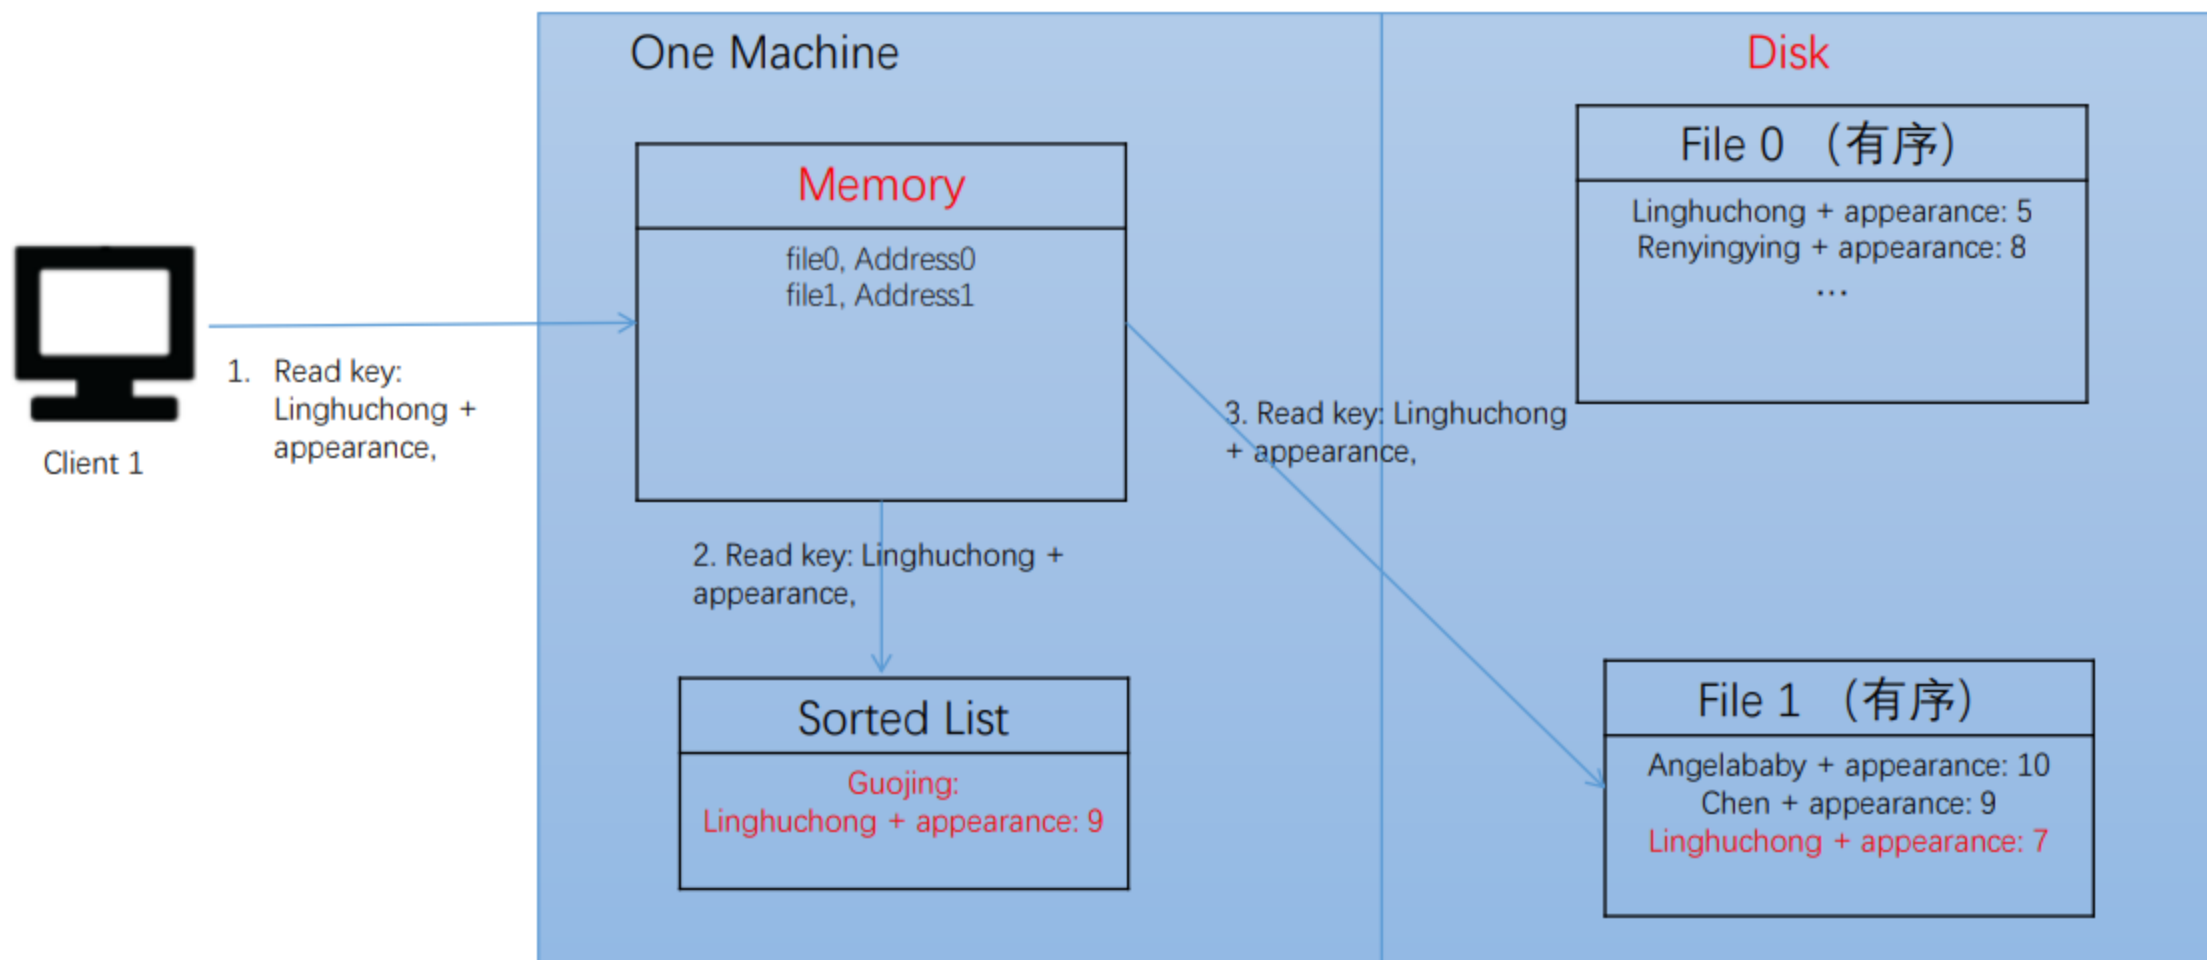 One Machine
Disk
Memory
file0, Address0
file1, Address1
File 0 （有序）
Linghuchong + appearance: 5
Renyingying + appearance: 8
...
Client 1
1. Read key:
Linghuchong +
appearance,
2. Read key: Linghuchong +
appearance,
3. Read key: Linghuchong
+ appearance,
Sorted List
Guojing:
Linghuchong + appearance: 9
File 1 （有序）
Angelababy + appearance: 10
Chen + appearance: 9
Linghuchong + appearance: 7